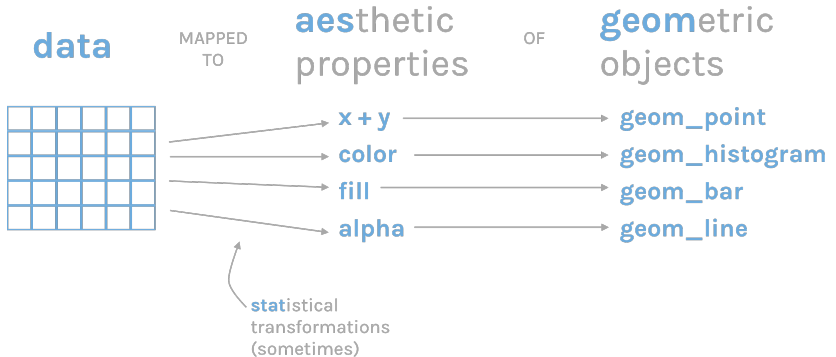 data
MAPPED
TO
aesthetic
properties
OF
geometric
objects
x + y
geom_point
color
geom_histogram
fill
geom_bar
alpha
geom_line
statistical
transformations
(sometimes)